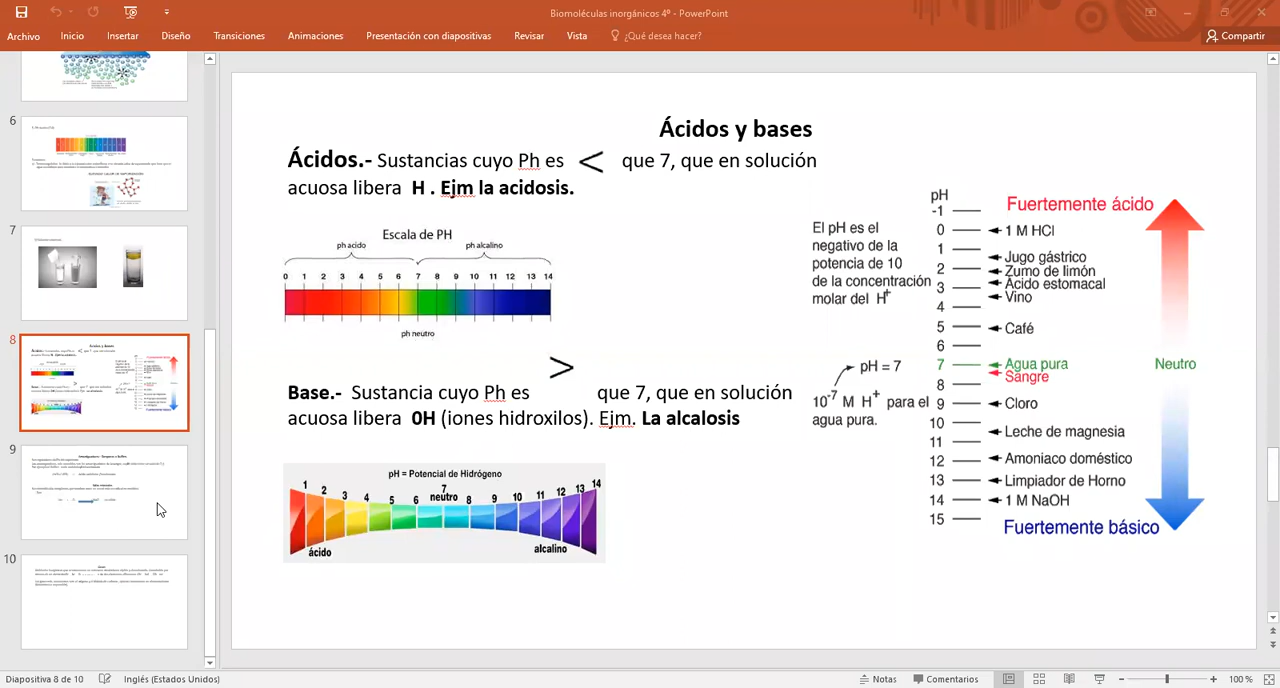 Biomoléculas inorgánicos 4º - PowerPoint
Archivo Inicio Insertar Diseño Transiciones Animaciones Presentación con diapositivas Revisar Vista ¿Qué desea hacer? Compartir
6
7
8
9
10
Ácidos y bases
Ácidos.- Sustancias cuyo Ph es < que 7, que en solución
acuosa libera H . Ejm la acidosis.
Escala de PH
ph acido ph alcalino
0 1 2 3 4 5 6 7 8 9 10 11 12 13 14
ph neutro
>
Base.- Sustancia cuyo Ph es que 7, que en solución
acuosa libera 0H (iones hidroxilos). Ejm. La alcalosis
pH = Potencial de Hidrógeno
1 2 3 4 5 6 7 8 9 10 11 12 13 14
neutro
ácido alcalino
El pH es el
negativo de la
potencia de 10
de la concentración
molar del H+
pH = 7
10-7 M H+ para el
agua pura.
pH
-1 Fuertemente ácido
0 1 M HCl
1 Jugo gástrico
2 Zumo de limón
3 Ácido estomacal
Vino
4
5 Café
6
7 Agua pura Neutro
Sangre
8
9 Cloro
10 Leche de magnesia
11
12 Amoniaco doméstico
13 Limpiador de Horno
14 1 M NaOH
15 Fuertemente básico
Diapositiva 8 de 10 Inglés (Estados Unidos) Notas Comentarios 100 %